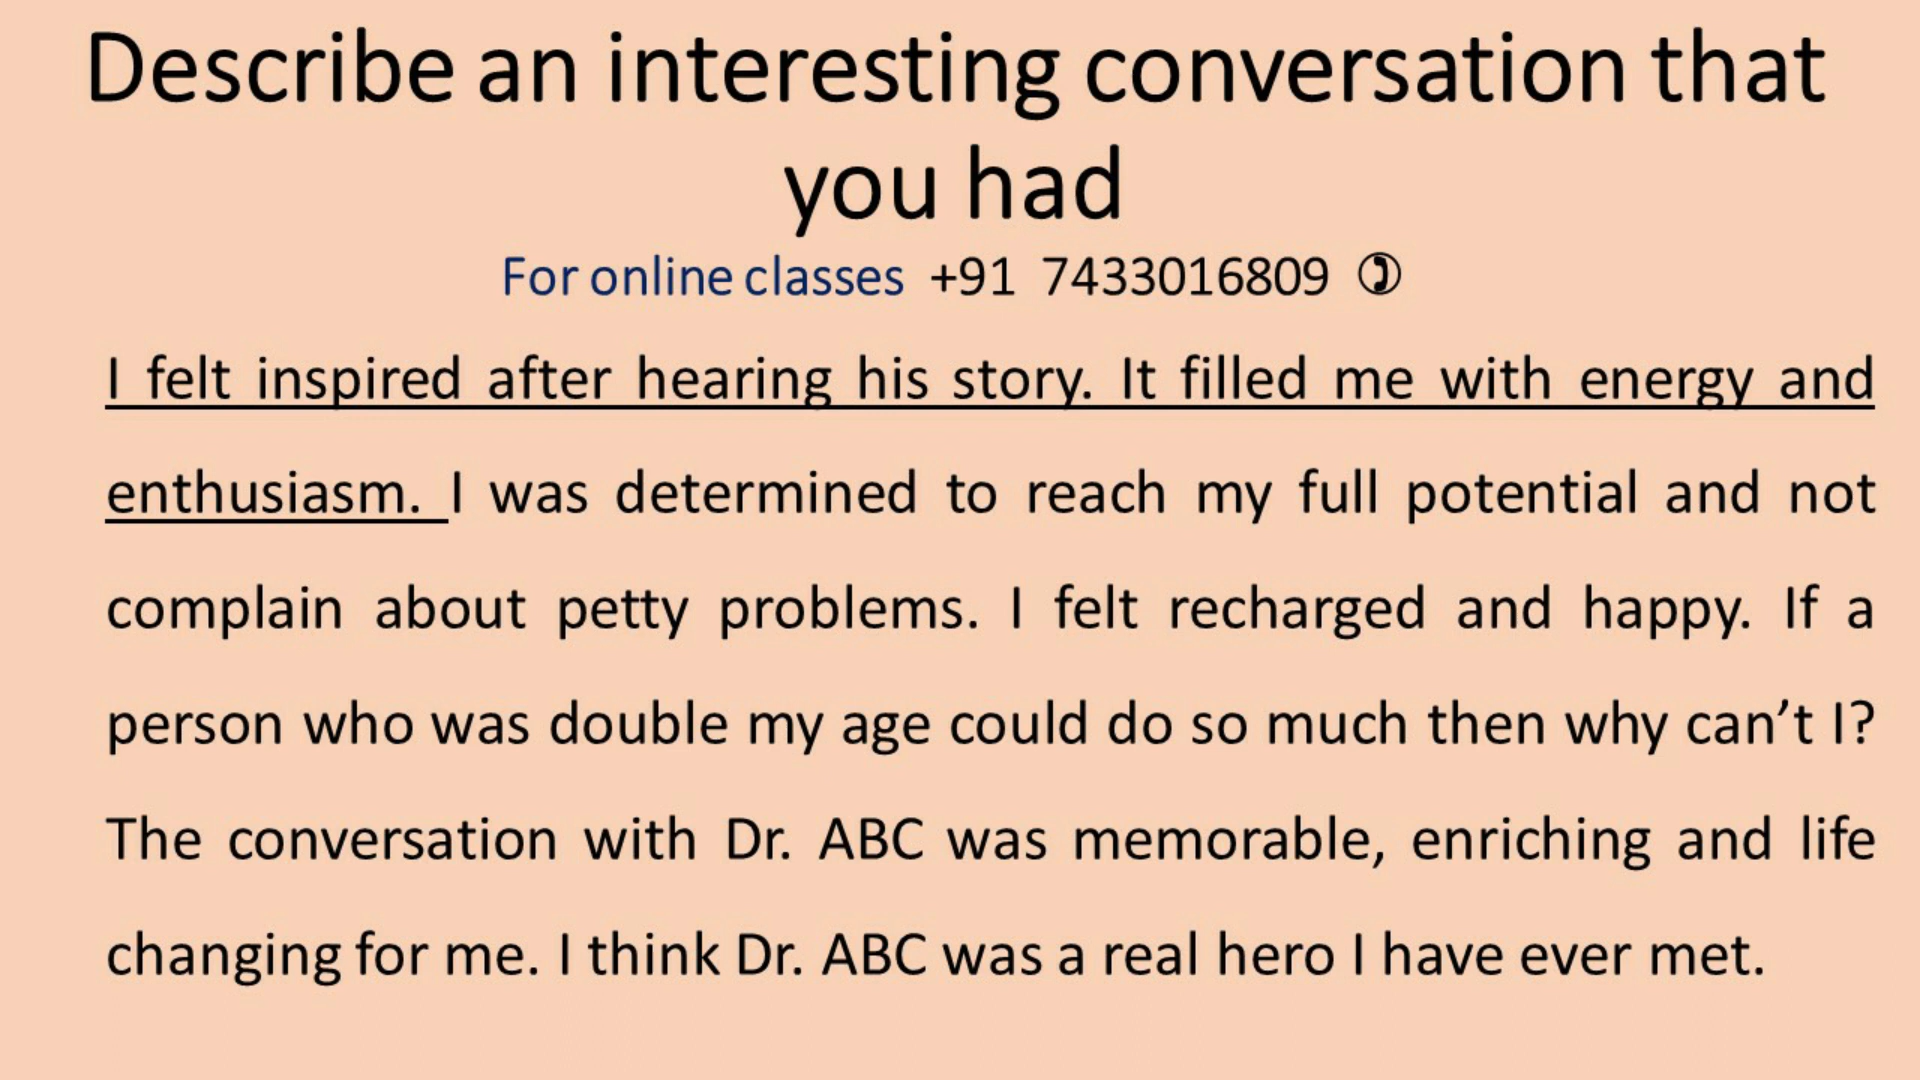 Describe an interesting conversation that
you had
For online classes +91 7433016809 ✆
I felt inspired after hearing his story. It filled me with energy and
enthusiasm. I was determined to reach my full potential and not
complain about petty problems. I felt recharged and happy. If a
person who was double my age could do so much then why can’t I?
The conversation with Dr. ABC was memorable, enriching and life
changing for me. I think Dr. ABC was a real hero I have ever met.